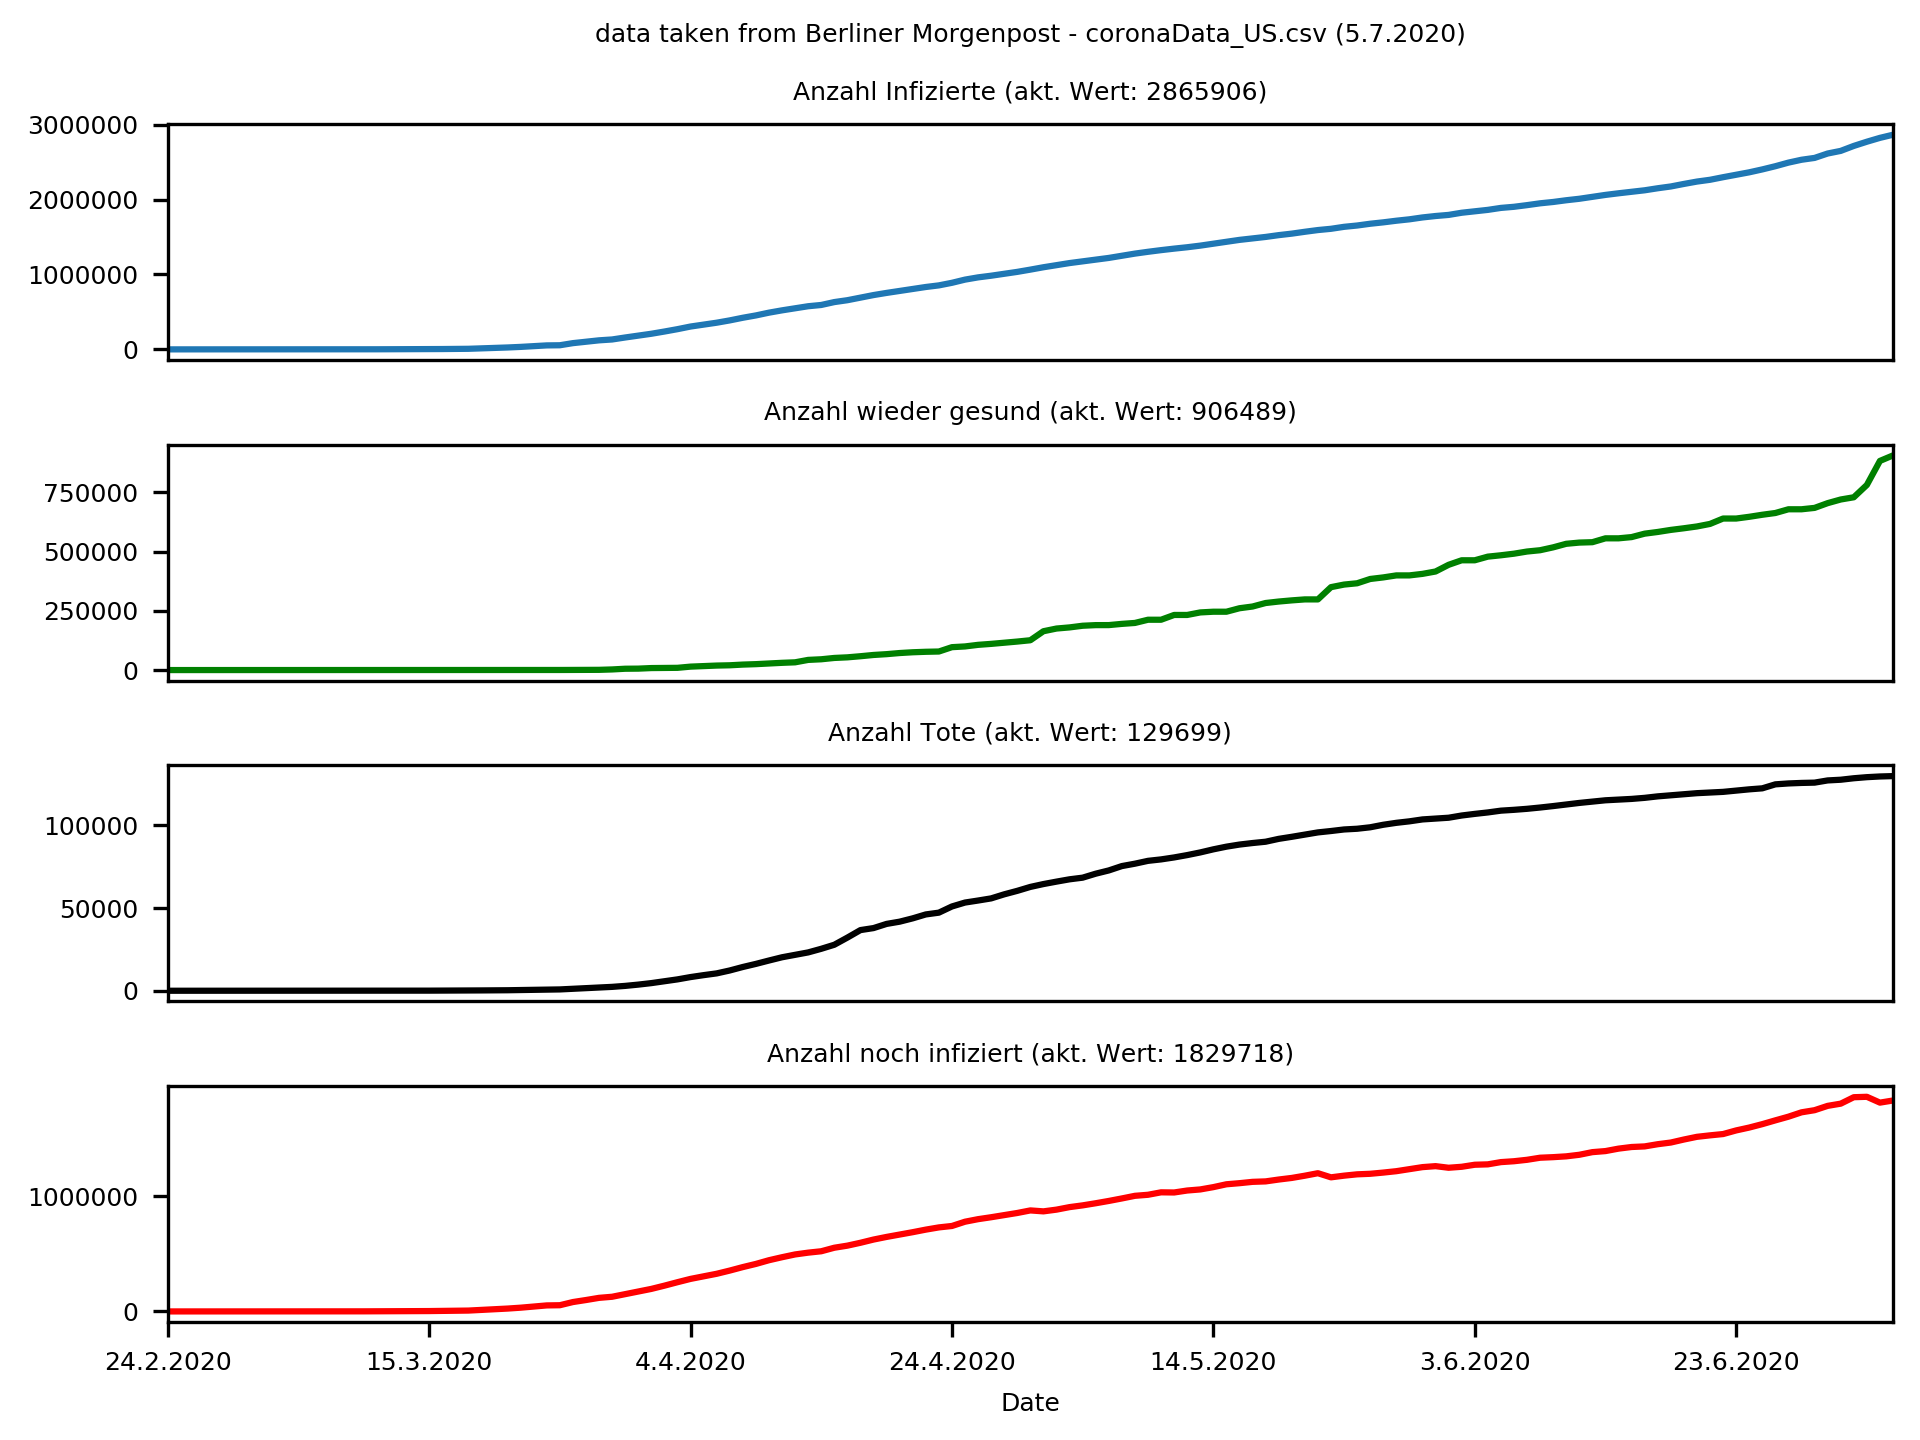 data taken from Berliner Morgenpost - coronaData_US.csv (5.7.2020)
Anzahl Infizierte (akt. Wert: 2865906)
3000000
2000000
1000000
0
Anzahl wieder gesund (akt. Wert: 906489)
750000
500000
250000
0
Anzahl Tote (akt. Wert: 129699)
100000
50000
0
Anzahl noch infiziert (akt. Wert: 1829718)
1000000
0
24.2.2020 15.3.2020 4.4.2020 24.4.2020 14.5.2020 3.6.2020 23.6.2020
Date